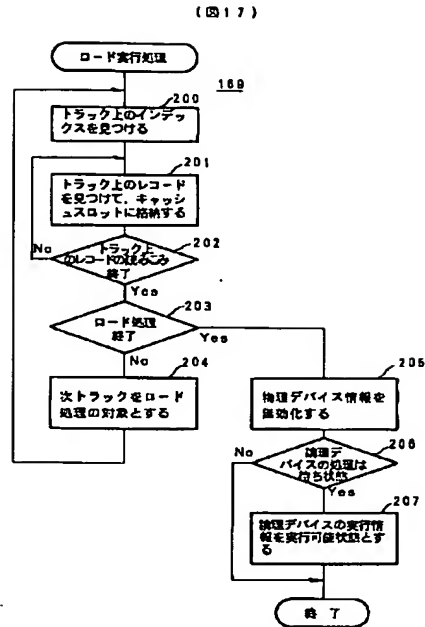 (図17)
ロード実行処理
169
200
トラック上のインデッ
クスを見つける
201
トラック上のレコード
を見つけて、キャッシ
ュスロットに格納する
202
トラック上
のレコードの読みこみ
終了
No
Yes
203
ロード処理
終了
Yes
No
204
次トラックをロード
処理の対象とする
205
物理デバイス情報を
無効化する
206
論理デ
バイスの処理は
待ち状態
No
Yes
207
論理デバイスの実行情
報を実行可能状態とす
る
終了